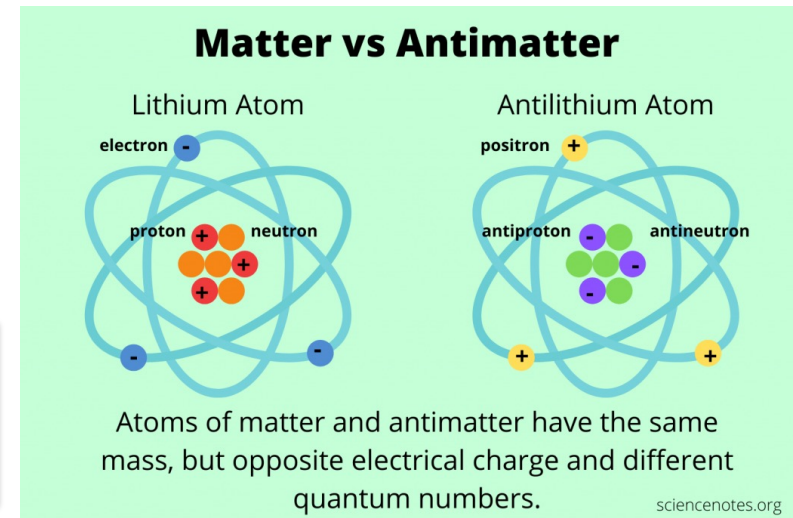 Matter vs Antimatter
Lithium Atom
Antilithium Atom
electron -
positron +
proton + neutron
antiproton - antineutron
+
-
+
-
- -
+ +
Atoms of matter and antimatter have the same
mass, but opposite electrical charge and different
quantum numbers.
sciencenotes.org